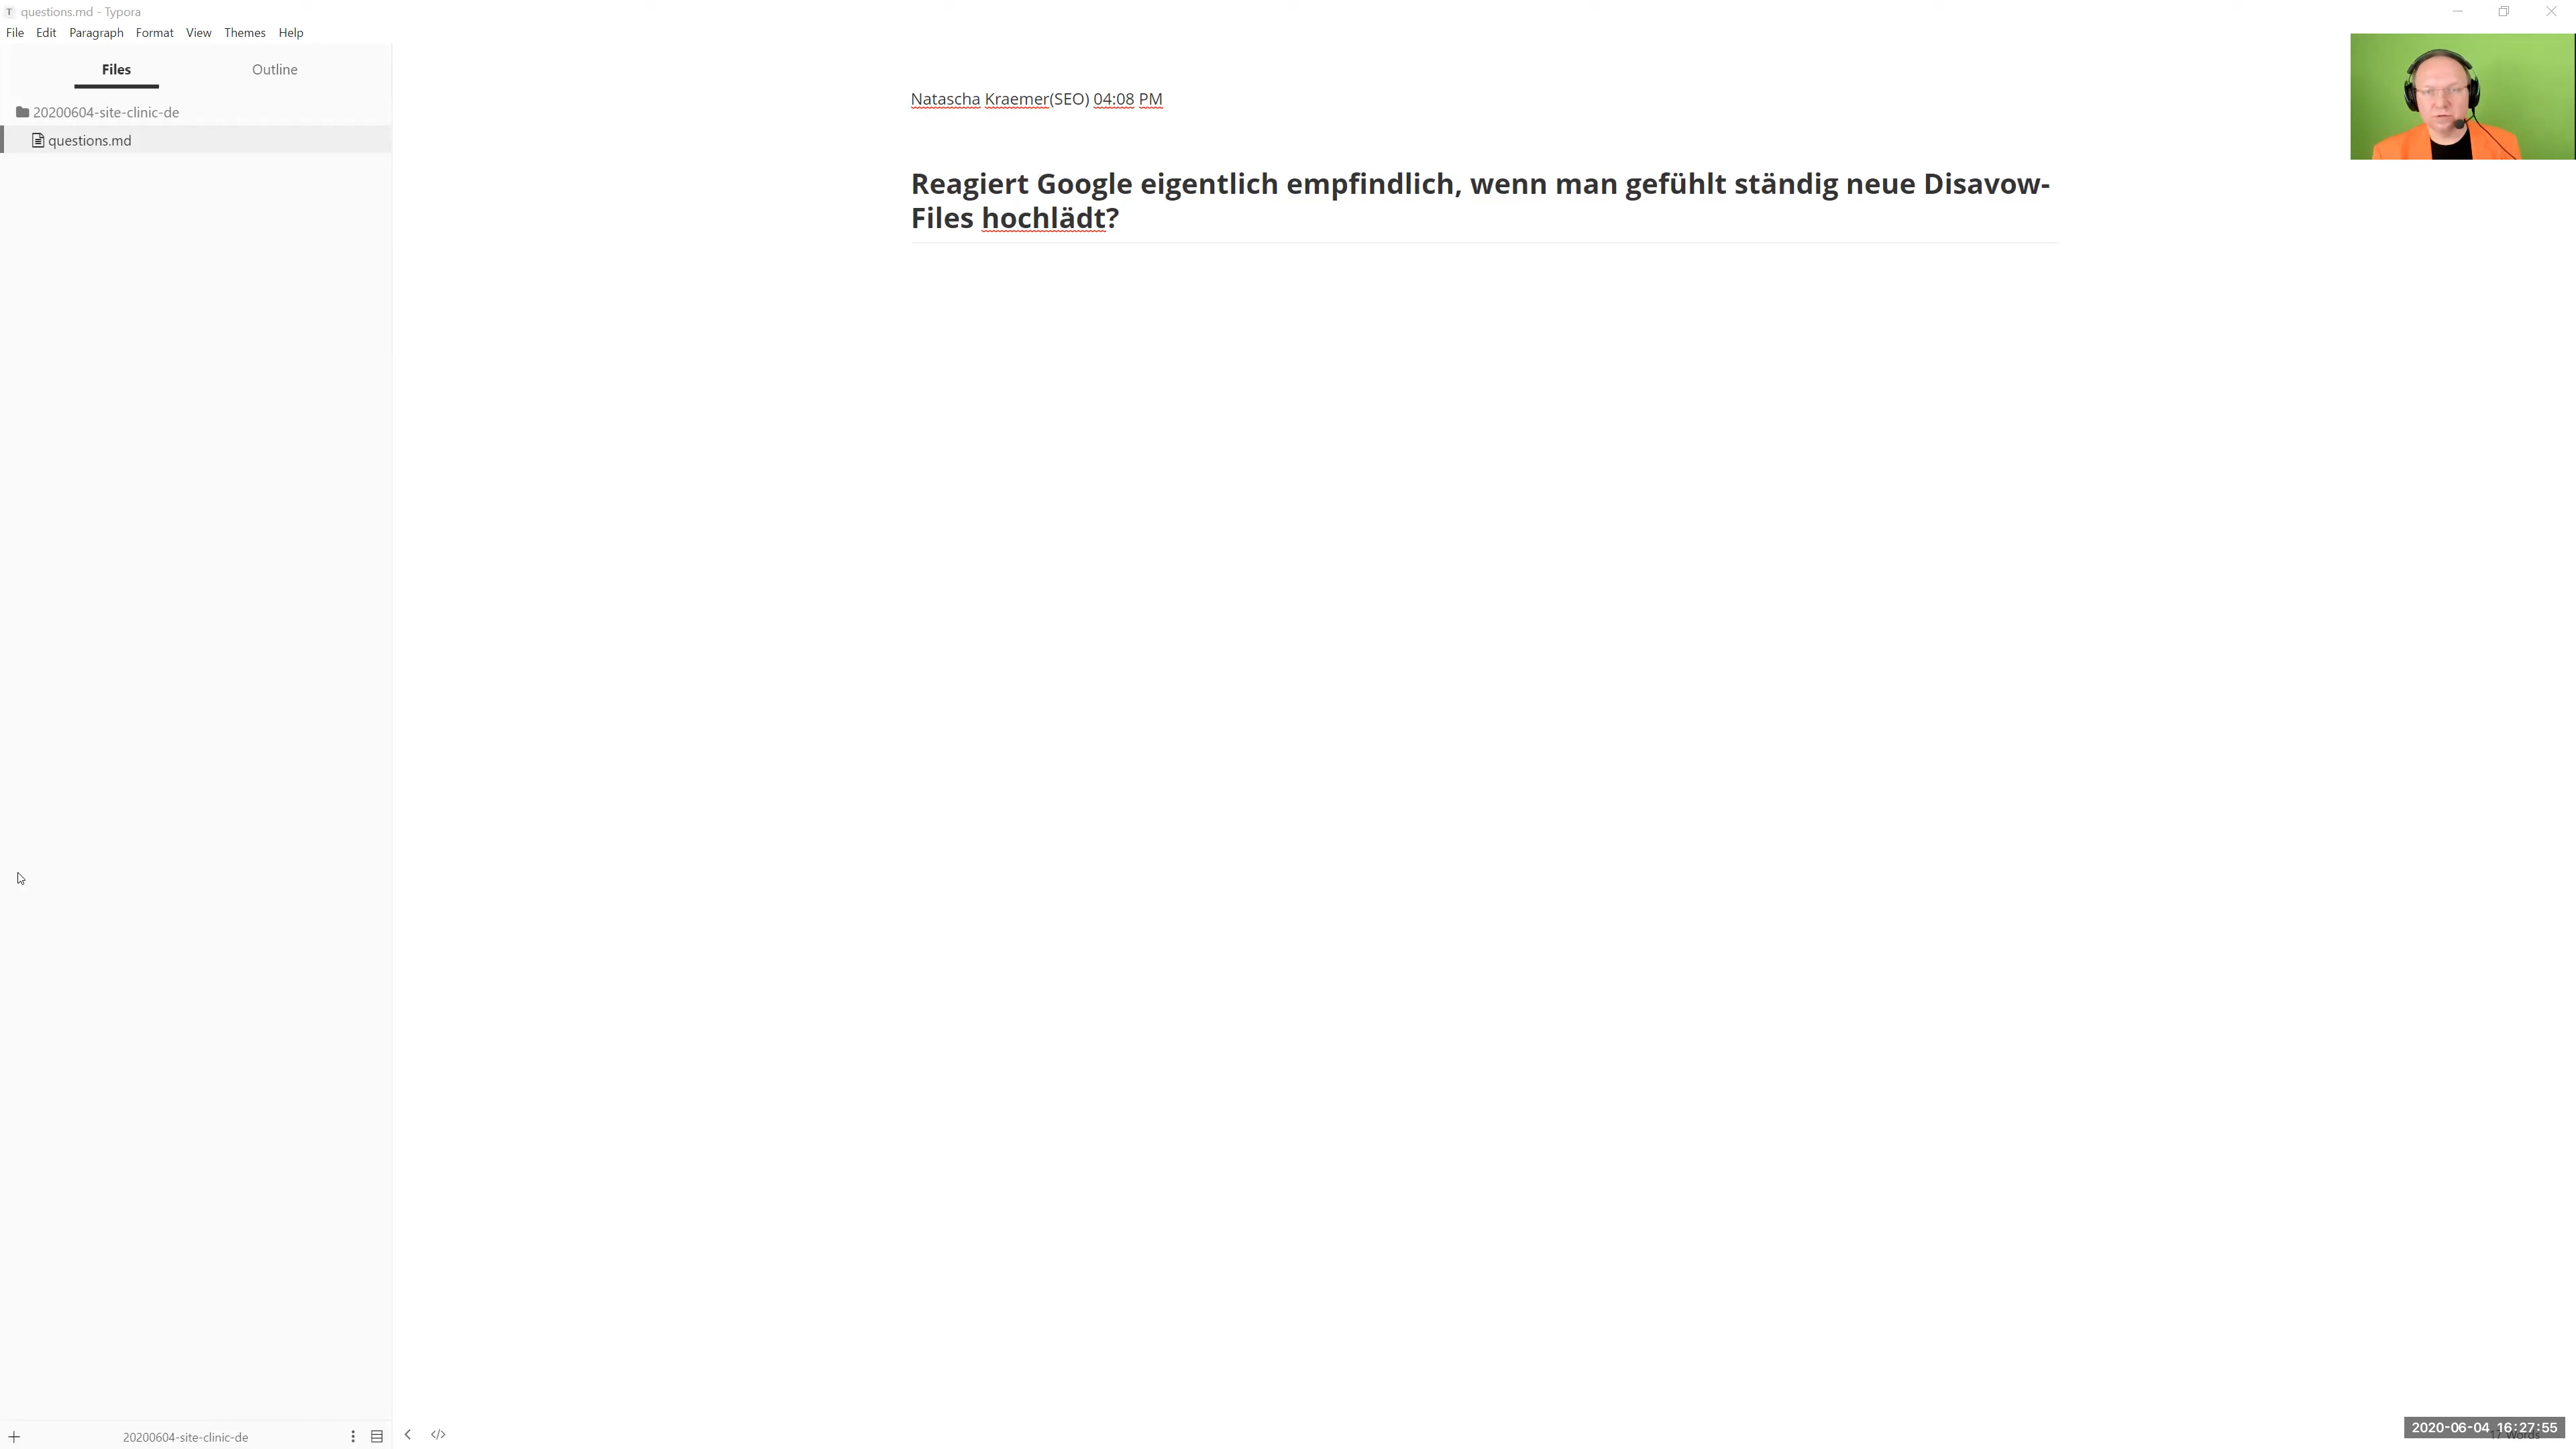 T questions.md - Typora
File Edit Paragraph Format View Themes Help
Files Outline
20200604-site-clinic-de
questions.md
Natascha Kraemer(SEO) 04:08 PM
Reagiert Google eigentlich empfindlich, wenn man gefühlt ständig neue Disavow-
Files hochlädt?
20200604-site-clinic-de
</>
2020-06-04 16:27:55
17 Words